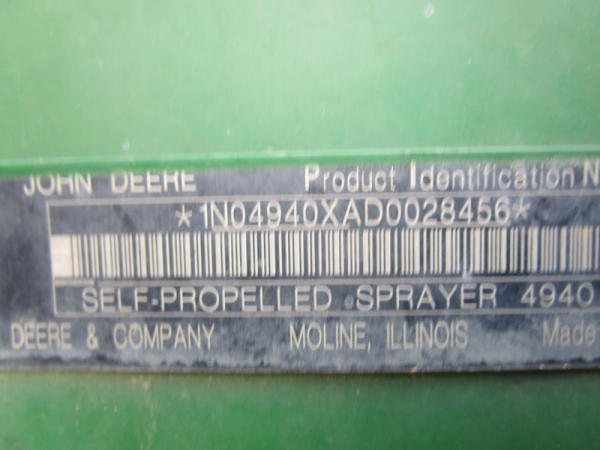 JOHN DEERE Product Identification N
*1N04940XAD0028456*
SELF-PROPELLED SPRAYER 4940
DEERE & COMPANY MOLINE, ILLINOIS Made